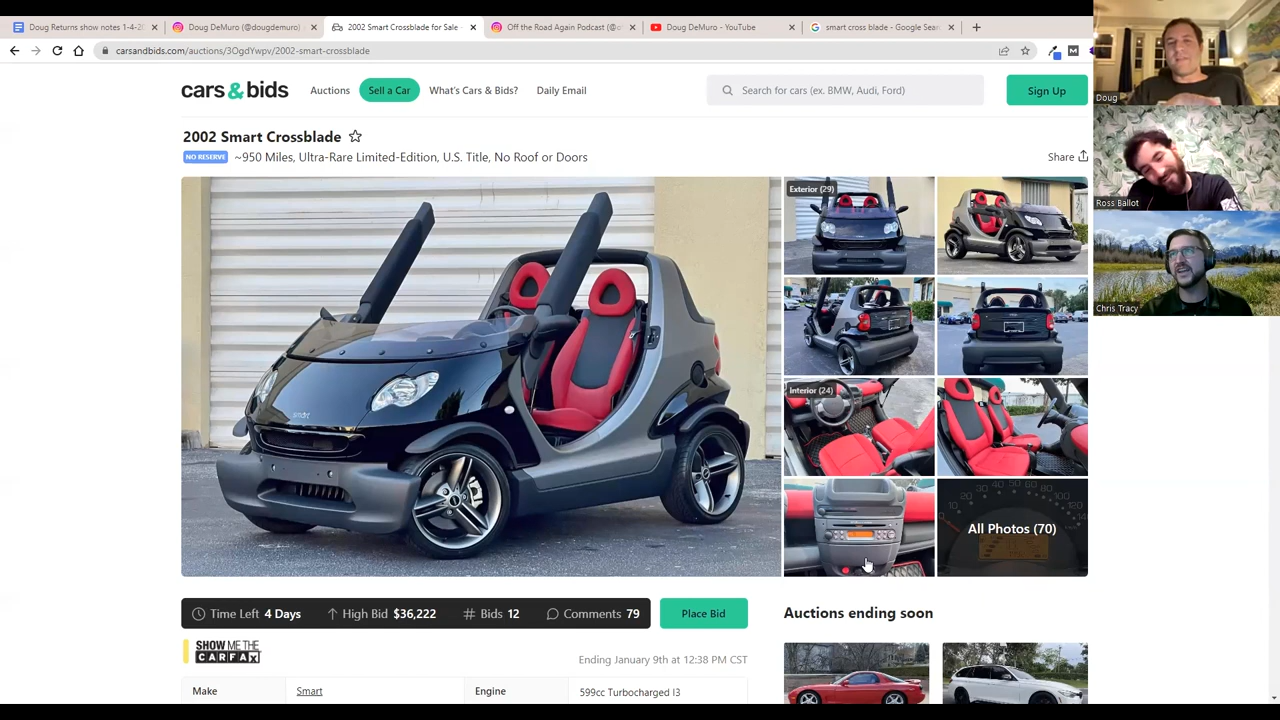 Doug Returns show notes 1-4-2
Doug DeMuro (@dougdemuro)
2002 Smart Crossblade for Sale
Off the Road Again Podcast (@o
Doug DeMuro - YouTube
smart cross blade - Google Sear
carsandbids.com/auctions/3OgdYwpv/2002-smart-crossblade
cars&bids
Auctions
Sell a Car
What's Cars & Bids?
Daily Email
Search for cars (ex. BMW, Audi, Ford)
Sign Up
Doug
2002 Smart Crossblade
NO RESERVE ~950 Miles, Ultra-Rare Limited-Edition, U.S. Title, No Roof or Doors
Share
Exterior (29)
Ross Ballot
Chris Tracy
Interior (24)
All Photos (70)
Time Left 4 Days
High Bid $36,222
# Bids 12
Comments 79
Place Bid
Auctions ending soon
SHOW ME THE
CARFAX
Ending January 9th at 12:38 PM CST
Make
Smart
Engine
599cc Turbocharged I3